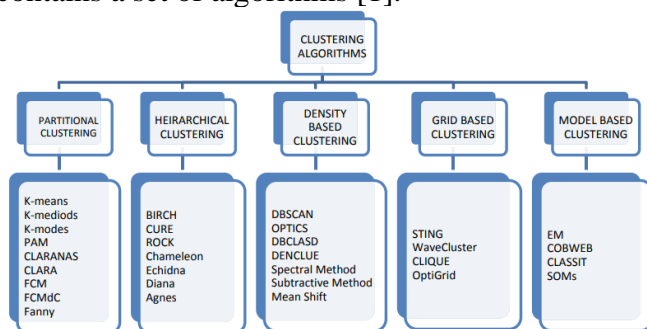 contains a set of algorithms [1].
CLUSTERING
ALGORITHMS
PARTITIONAL
CLUSTERING
HEIRARCHICAL
CLUSTERING
DENSITY
BASED
CLUSTERING
GRID BASED
CLUSTERING
MODEL BASED
CLUSTERING
K-means
K-mediods
K-modes
PAM
CLARANAS
CLARA
FCM
FCMdC
Fanny
BIRCH
CURE
ROCK
Chameleon
Echidna
Diana
Agnes
DBSCAN
OPTICS
DBCLASD
DENCLUE
Spectral Method
Subtractive Method
Mean Shift
STING
WaveCluster
CLIQUE
OptiGrid
EM
COBWEB
CLASSIT
SOMs